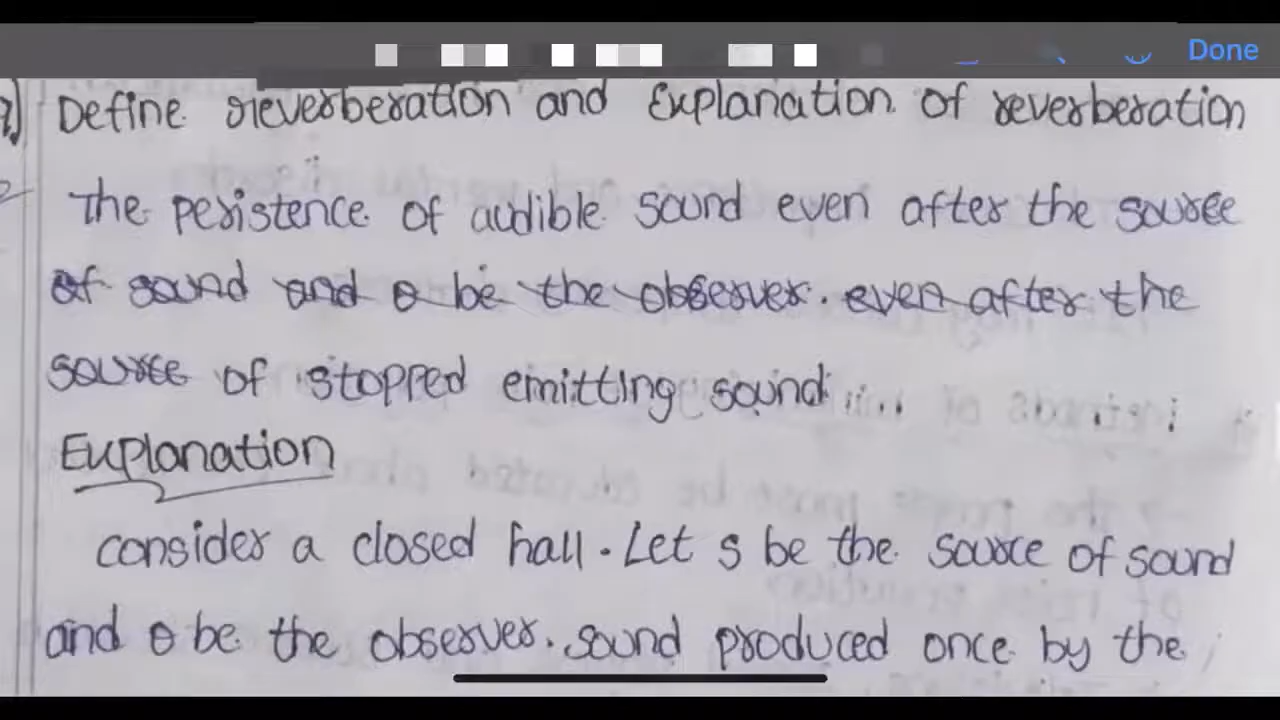 Done
Define reverberation and Explanation of reverberation
the peristence of audible sound even after the source
of sound and o be the observer. even after the
source of stopped emitting sound....
Explanation
consider a closed hall. Let s be the source of sound
and o be the observer. sound produced once by the